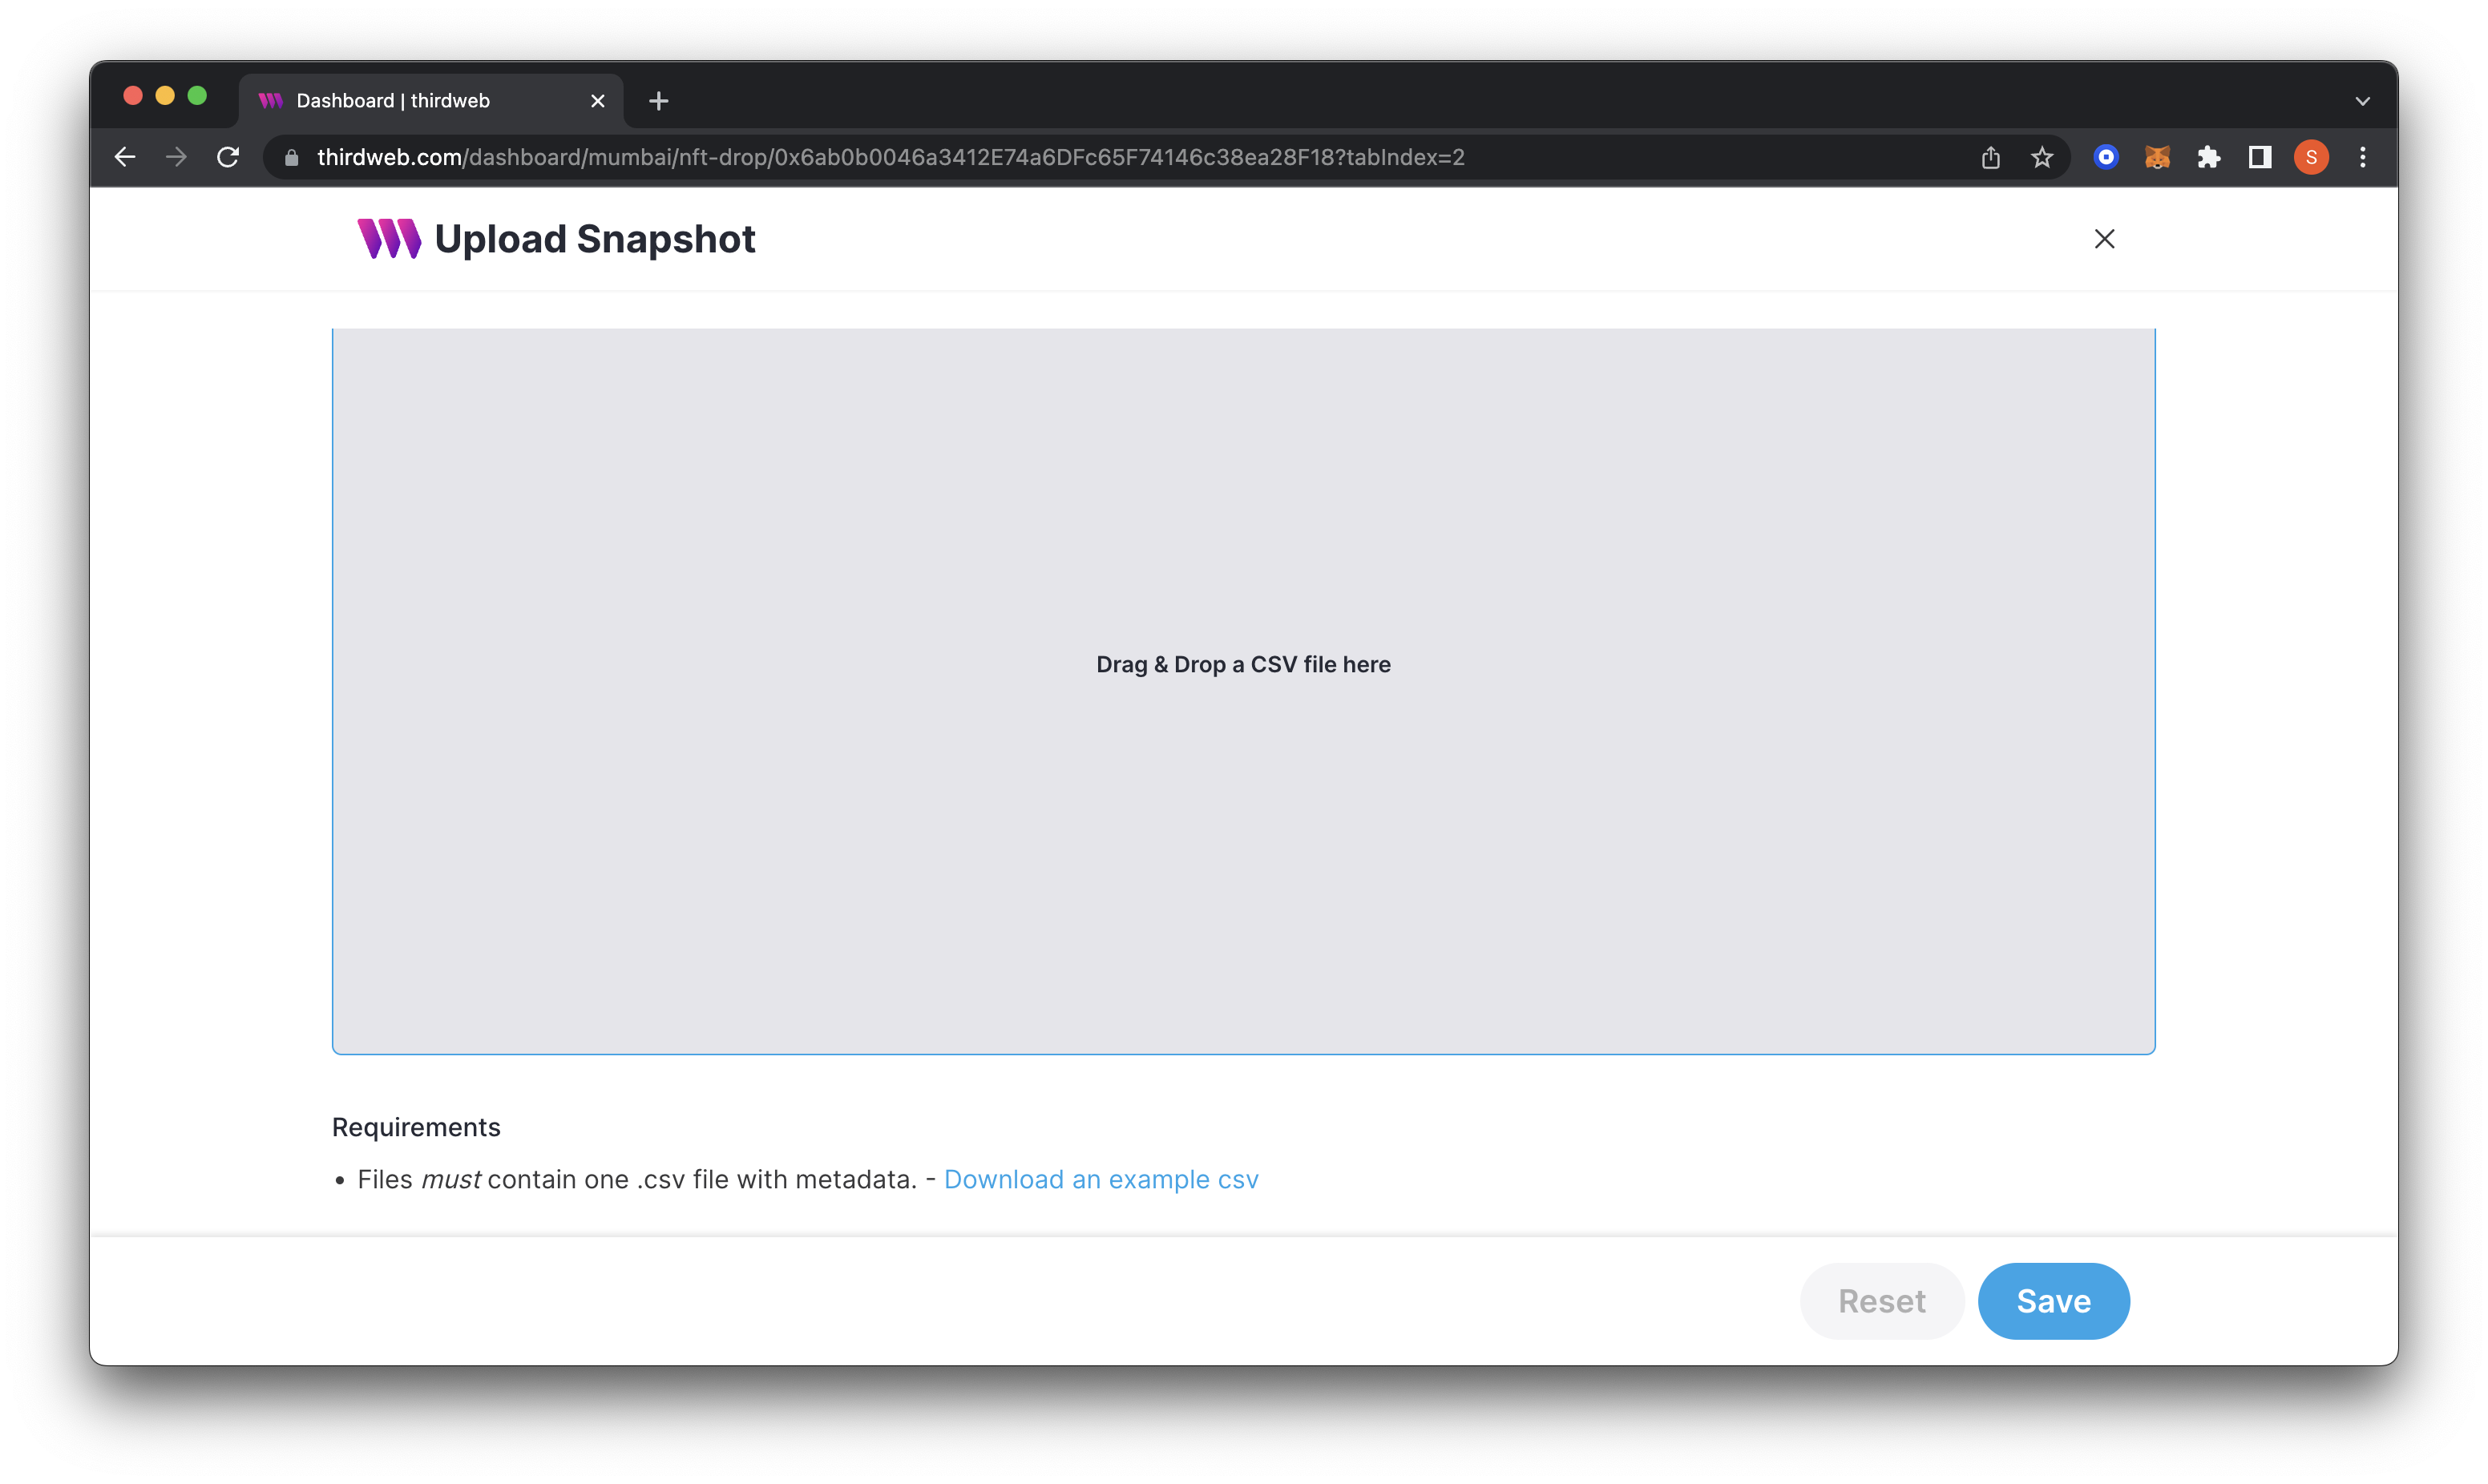 Dashboard | thirdweb
thirdweb.com/dashboard/mumbai/nft-drop/0x6ab0b0046a3412E74a6DFc65F74146c38ea28F18?tabIndex=2
S
Upload Snapshot
Drag & Drop a CSV file here
Requirements
• Files must contain one .csv file with metadata. - Download an example csv
Reset Save